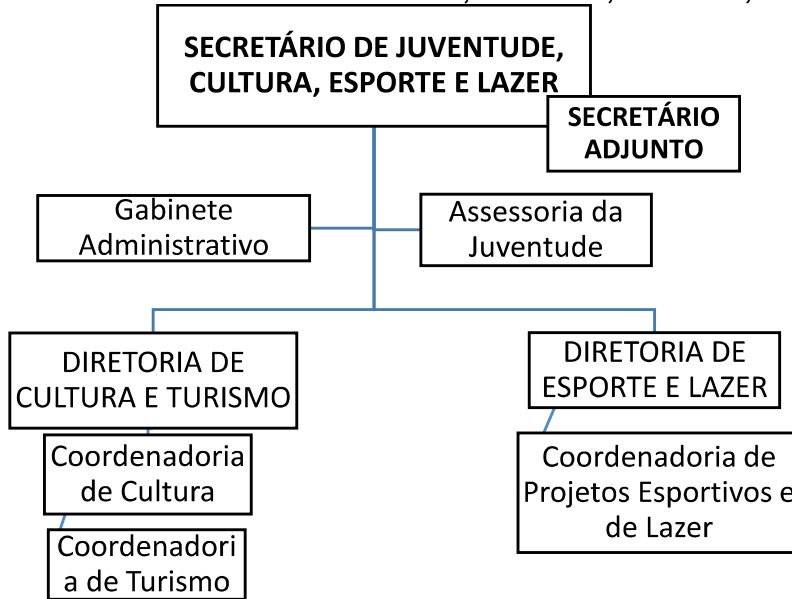 SECRETÁRIO DE JUVENTUDE,
CULTURA, ESPORTE E LAZER
SECRETÁRIO
ADJUNTO
Gabinete
Administrativo
Assessoria da
Juventude
DIRETORIA DE
CULTURA E TURISMO
DIRETORIA DE
ESPORTE E LAZER
Coordenadoria
de Cultura
Coordenadoria de
Projetos Esportivos e
de Lazer
Coordenadori
a de Turismo